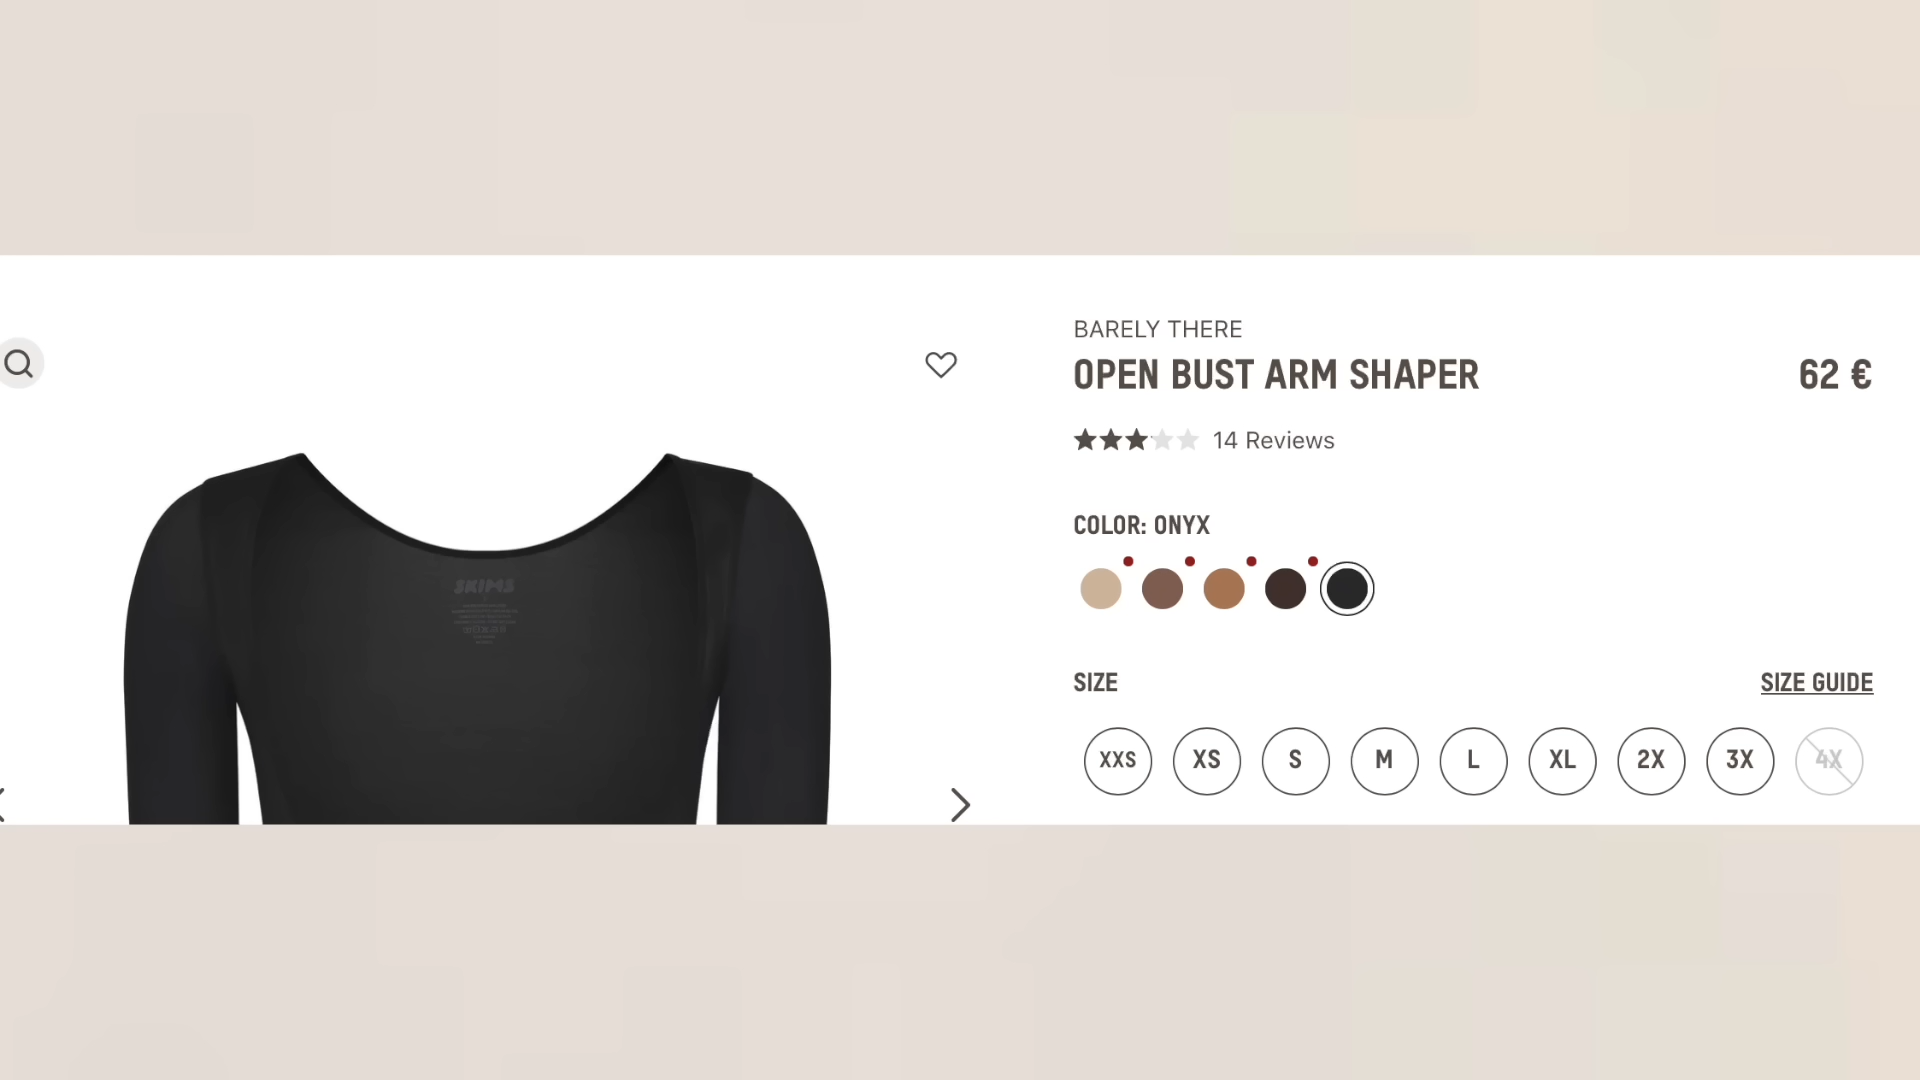 BARELY THERE
OPEN BUST ARM SHAPER
62 €
14 Reviews
COLOR: ONYX
SIZE
SIZE GUIDE
XXS XS S M L XL 2X 3X 4X
SKIMS